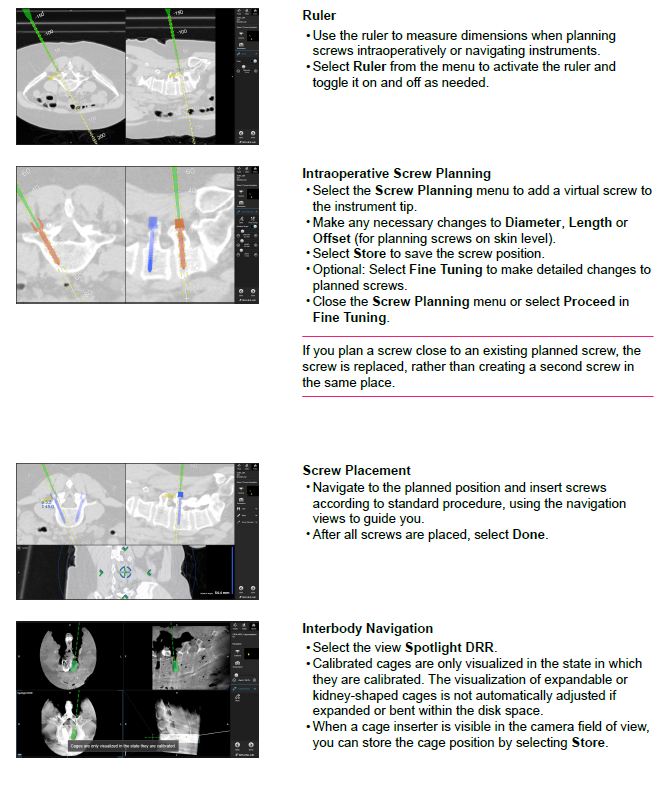 Ruler
• Use the ruler to measure dimensions when planning
screws intraoperatively or navigating instruments.
• Select Ruler from the menu to activate the ruler and
toggle it on and off as needed.
Intraoperative Screw Planning
• Select the Screw Planning menu to add a virtual screw to
the instrument tip.
• Make any necessary changes to Diameter, Length or
Offset (for planning screws on skin level).
• Select Store to save the screw position.
• Optional: Select Fine Tuning to make detailed changes to
planned screws.
• Close the Screw Planning menu or select Proceed in
Fine Tuning.
If you plan a screw close to an existing planned screw, the
screw is replaced, rather than creating a second screw in
the same place.
Screw Placement
• Navigate to the planned position and insert screws
according to standard procedure, using the navigation
views to guide you.
• After all screws are placed, select Done.
Interbody Navigation
• Select the view Spotlight DRR.
• Calibrated cages are only visualized in the state in which
they are calibrated. The visualization of expandable or
kidney-shaped cages is not automatically adjusted if
expanded or bent within the disk space.
• When a cage inserter is visible in the camera field of view,
you can store the cage position by selecting Store.
Cages are only visualized in the state they are calibrated.